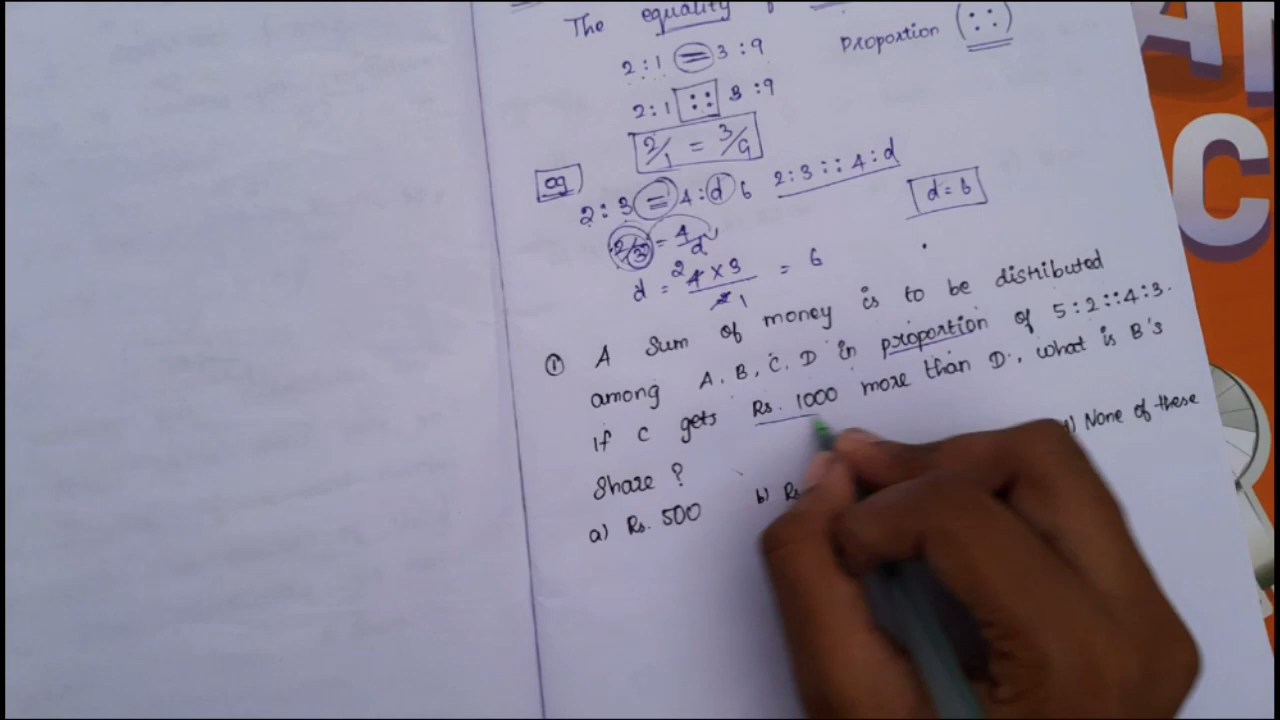 The equality
2 : 1 = 3 : 9
Proportion (::)
2 : 1 :: 3 : 9
2/1 = 3/9
eg
2 : 3 = 4 : d 6
2 : 3 :: 4 : d
d = 6
2/3 = 4/d
d = 2 4 x 3 / 2 1 = 6
① A Sum of money is to be distributed
among A, B, C, D in proportion of 5 : 2 :: 4 : 3.
If C gets Rs. 1000 more than D, what is B's
Share ?
a) Rs. 500 b) Rs d) None of these